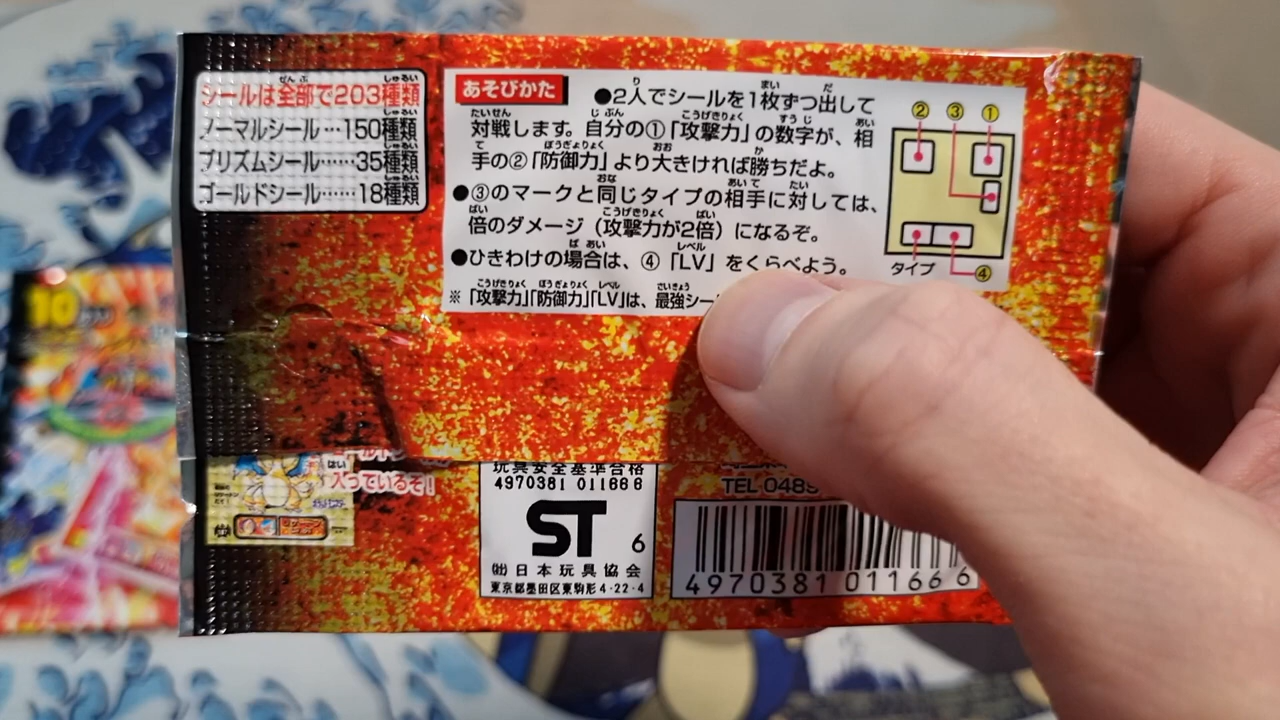 シールは全部で203種類
ノーマルシール…150種類
プリズムシール……35種類
ゴールドシール……18種類
あそびかた
●2人でシールを1枚ずつ出して
対戦します。自分の①「攻撃力」の数字が、相
手の②「防御力」より大きければ勝ちだよ。
●③のマークと同じタイプの相手に対しては、
倍のダメージ（攻撃力が2倍）になるぞ。
●ひきわけの場合は、④「LV」をくらべよう。
※「攻撃力」「防御力」「LV」は、最強シー
② ③ ①
タイプ ④
10
入っているぞ!
玩具安全基準合格
4970381 011666
ST 6
㈳日本玩具協会
東京都墨田区東駒形4-22-4
TEL 0489
4970381 011666